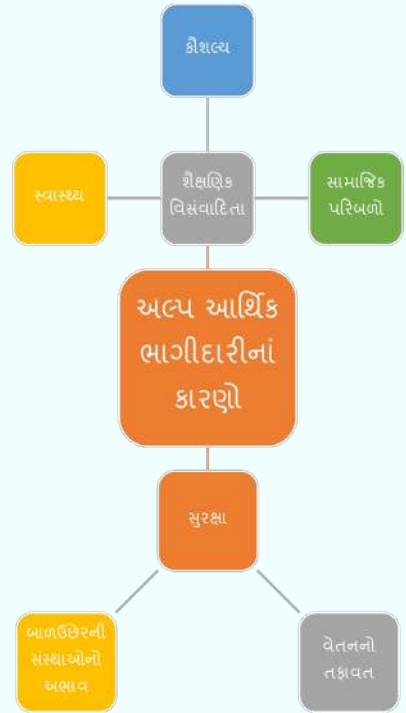 કૌશલ્ય
સ્વાસ્થ્ય
શૈક્ષણિક
વિસંવાદિતા
સામાજિક
પરિબળો
અલ્પ આર્થિક
ભાગીદારીનાં
કારણો
સુરક્ષા
બાળઉછેરની
સંસ્થાઓનો
અભાવ
વેતનનો
તફાવત